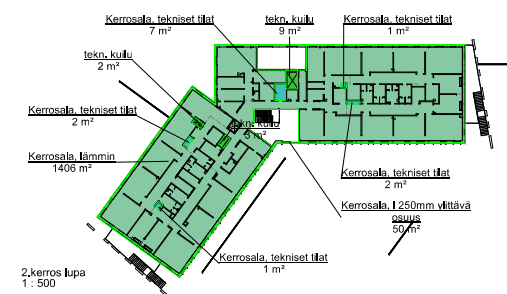 Kerrosala, tekniset tilat
7 m²
tekn. kuilu
9 m²
Kerrosala, tekniset tilat
1 m²
tekn. kuilu
2 m²
Kerrosala, tekniset tilat
2 m²
tekn. kuilu
5 m²
Kerrosala, lämmin
1406 m²
Kerrosala, tekniset tilat
2 m²
Kerrosala, l 250mm ylittävä
osuus
50 m²
Kerrosala, tekniset tilat
1 m²
2.kerros lupa
1 : 500